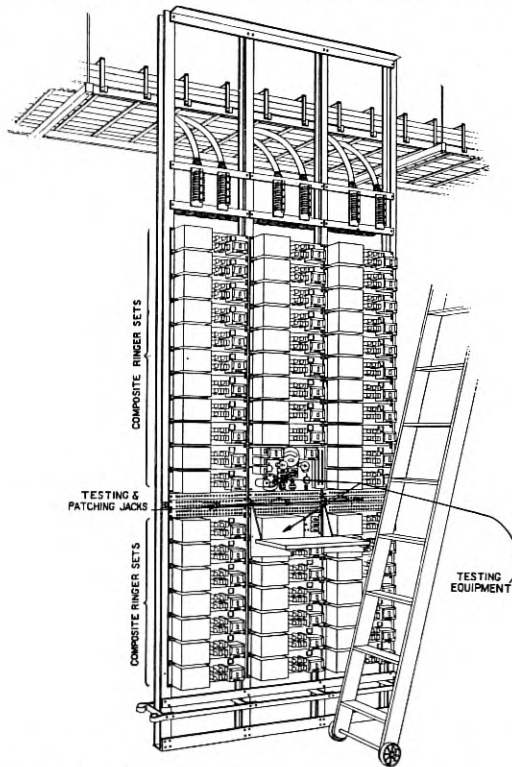 COMPOSITE RINGER SETS
TESTING &
PATCHING JACKS
COMPOSITE RINGER SETS
TESTING
EQUIPMENT